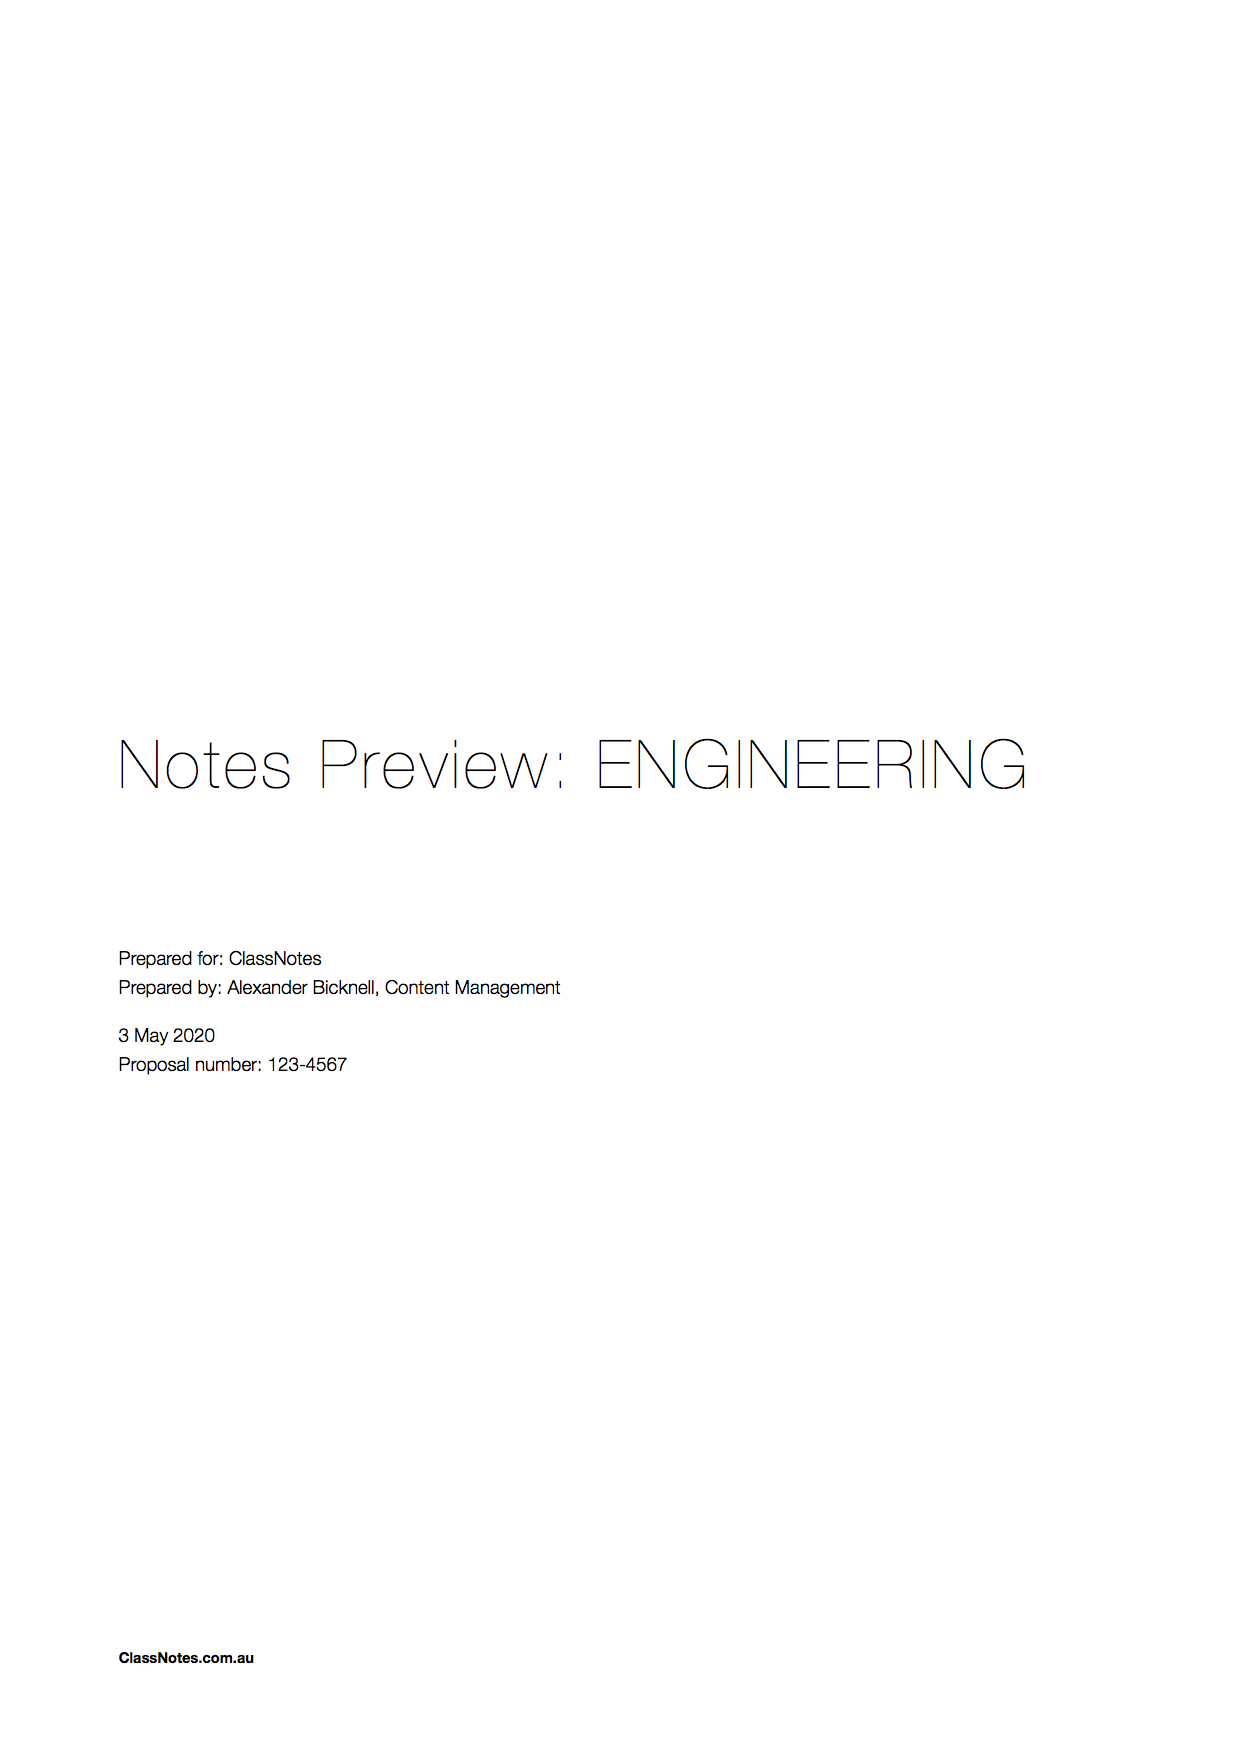 Notes Preview: ENGINEERING
Prepared for: ClassNotes
Prepared by: Alexander Bicknell, Content Management
3 May 2020
Proposal number: 123-4567
ClassNotes.com.au